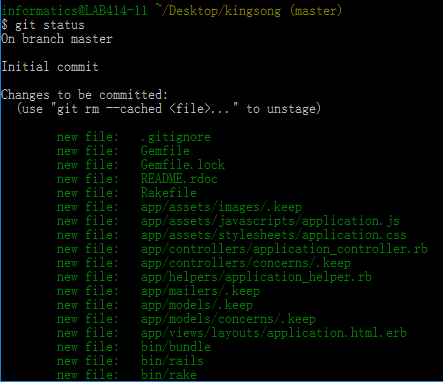 informatics@LAB414-11 ~/Desktop/kingsong (master)
$ git status
On branch master
Initial commit
Changes to be committed:
  (use "git rm --cached <file>..." to unstage)
        new file:   .gitignore
        new file:   Gemfile
        new file:   Gemfile.lock
        new file:   README.rdoc
        new file:   Rakefile
        new file:   app/assets/images/.keep
        new file:   app/assets/javascripts/application.js
        new file:   app/assets/stylesheets/application.css
        new file:   app/controllers/application_controller.rb
        new file:   app/controllers/concerns/.keep
        new file:   app/helpers/application_helper.rb
        new file:   app/mailers/.keep
        new file:   app/models/.keep
        new file:   app/models/concerns/.keep
        new file:   app/views/layouts/application.html.erb
        new file:   bin/bundle
        new file:   bin/rails
        new file:   bin/rake